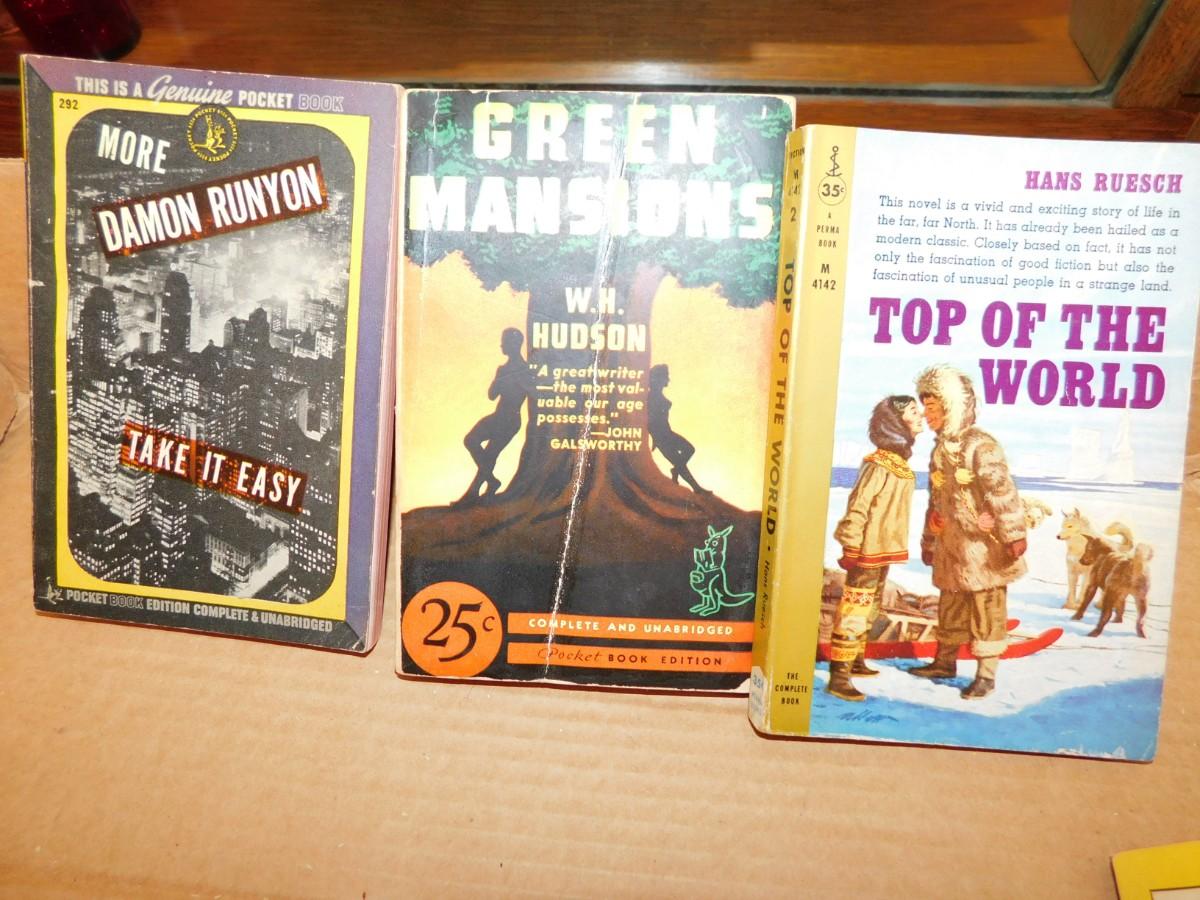 THIS IS A Genuine POCKET BOOK
292
MORE
DAMON RUNYON
TAKE IT EASY
POCKET BOOK EDITION COMPLETE & UNABRIDGED
GREEN
MANSIONS
W.H.
HUDSON
"A great writer
—the most val-
uable our age
possesses."
—JOHN
GALSWORTHY
25c
COMPLETE AND UNABRIDGED
Pocket BOOK EDITION
FICTION
M
4142
2
TOP OF THE WORLD • Hans Ruesch
35c
A
PERMA
BOOK
M
4142
THE
COMPLETE
BOOK
HANS RUESCH
This novel is a vivid and exciting story of life in
the far, far North. It has already been hailed as a
modern classic. Closely based on fact, it has not
only the fascination of good fiction but also the
fascination of unusual people in a strange land.
TOP OF THE
WORLD